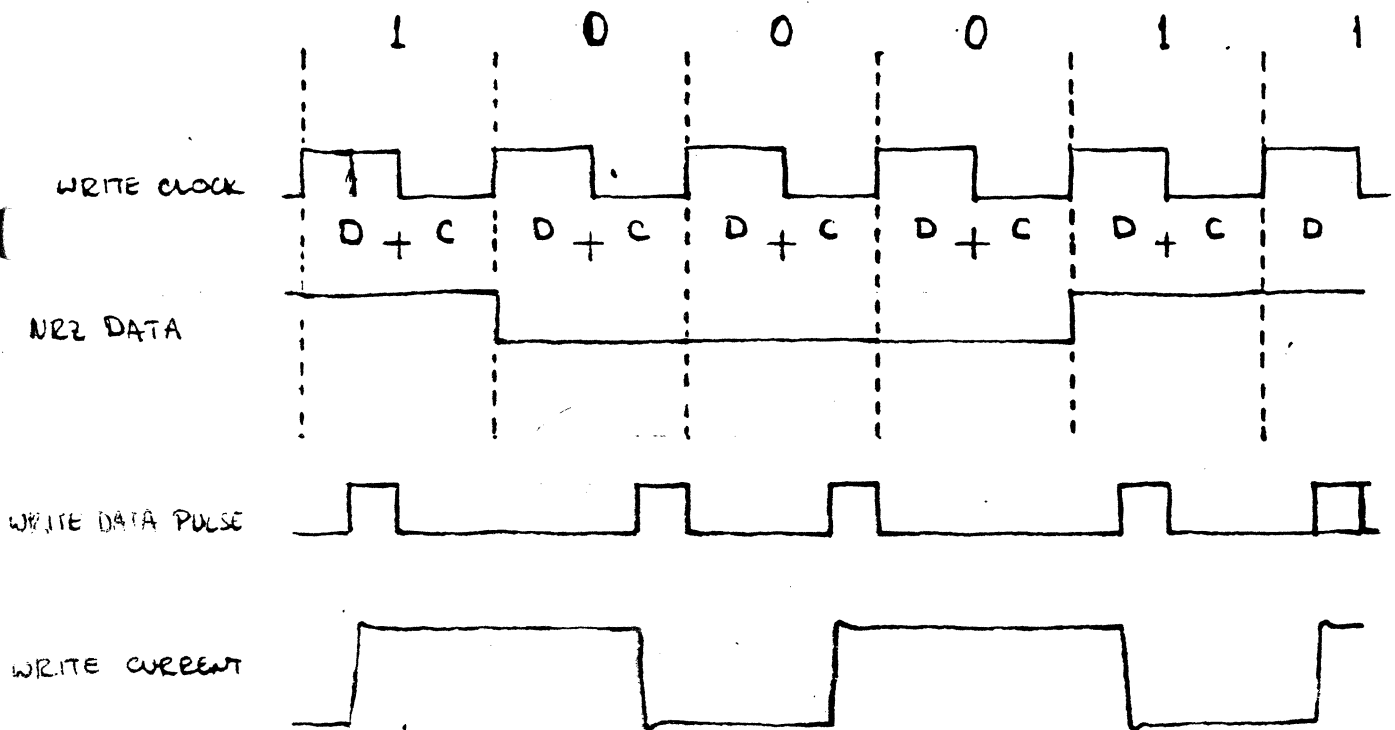 1 0 0 0 1 1
WRITE CLOCK
D + C D + C D + C D + C D + C D
NRZ DATA
WRITE DATA PULSE
WRITE CURRENT